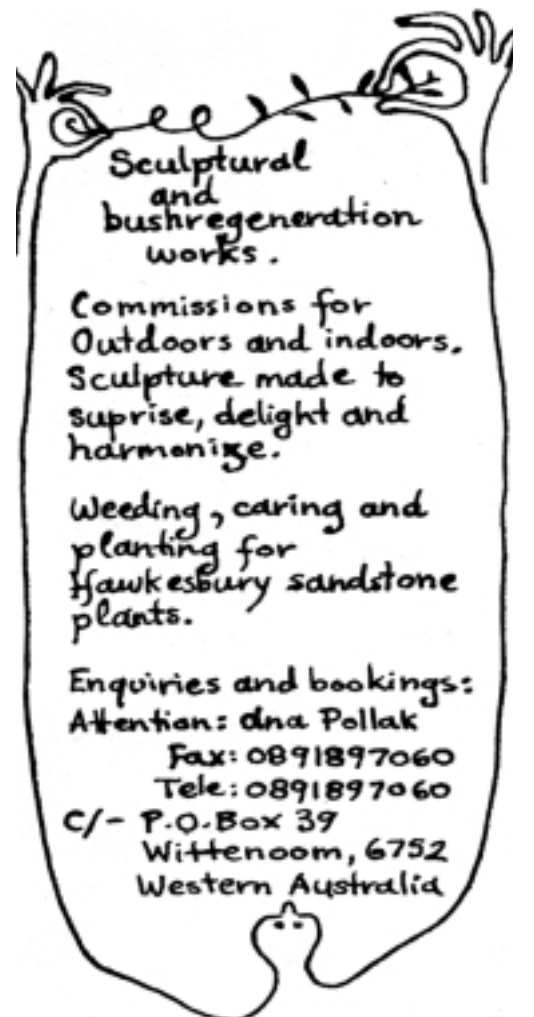 Sculptural
and
bushregeneration
works.
Commissions for
Outdoors and indoors.
Sculpture made to
suprise, delight and
harmonize.
Weeding, caring and
planting for
Hawkesbury sandstone
plants.
Enquiries and bookings:
Attention: dna Pollak
Fax: 0891897060
Tele: 0891897060
C/- P.O. Box 39
Wittenoom, 6752
Western Australia